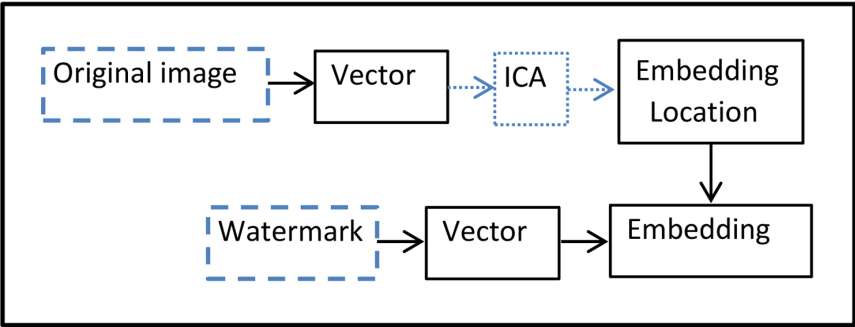 Original image
Vector
ICA
Embedding
Location
Watermark
Vector
Embedding